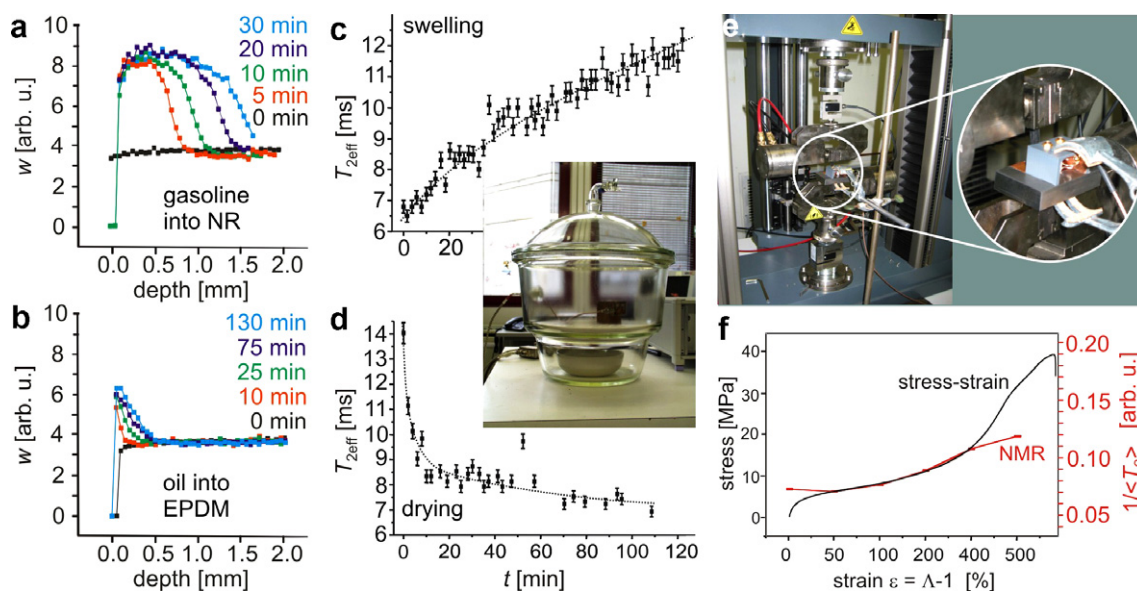 a
10
8
6
4
2
0
w [arb. u.]
30 min
20 min
10 min
5 min
0 min
gasoline
into NR
0.0 0.5 1.0 1.5 2.0
depth [mm]
b
10
8
6
4
2
0
w [arb. u.]
130 min
75 min
25 min
10 min
0 min
oil into
EPDM
0.0 0.5 1.0 1.5 2.0
depth [mm]
c
swelling
12
11
10
9
8
7
6
T2eff [ms]
0 20
d
14
13
12
11
10
9
8
7
6
T2eff [ms]
drying
0 20 40 60 80 100 120
t [min]
e
f
40
30
20
10
0
stress [MPa]
stress-strain
NMR
0.20
0.15
0.10
0.05
[arb. u.]
0 50 100 200 400 500
strain ε = Λ-1 [%]